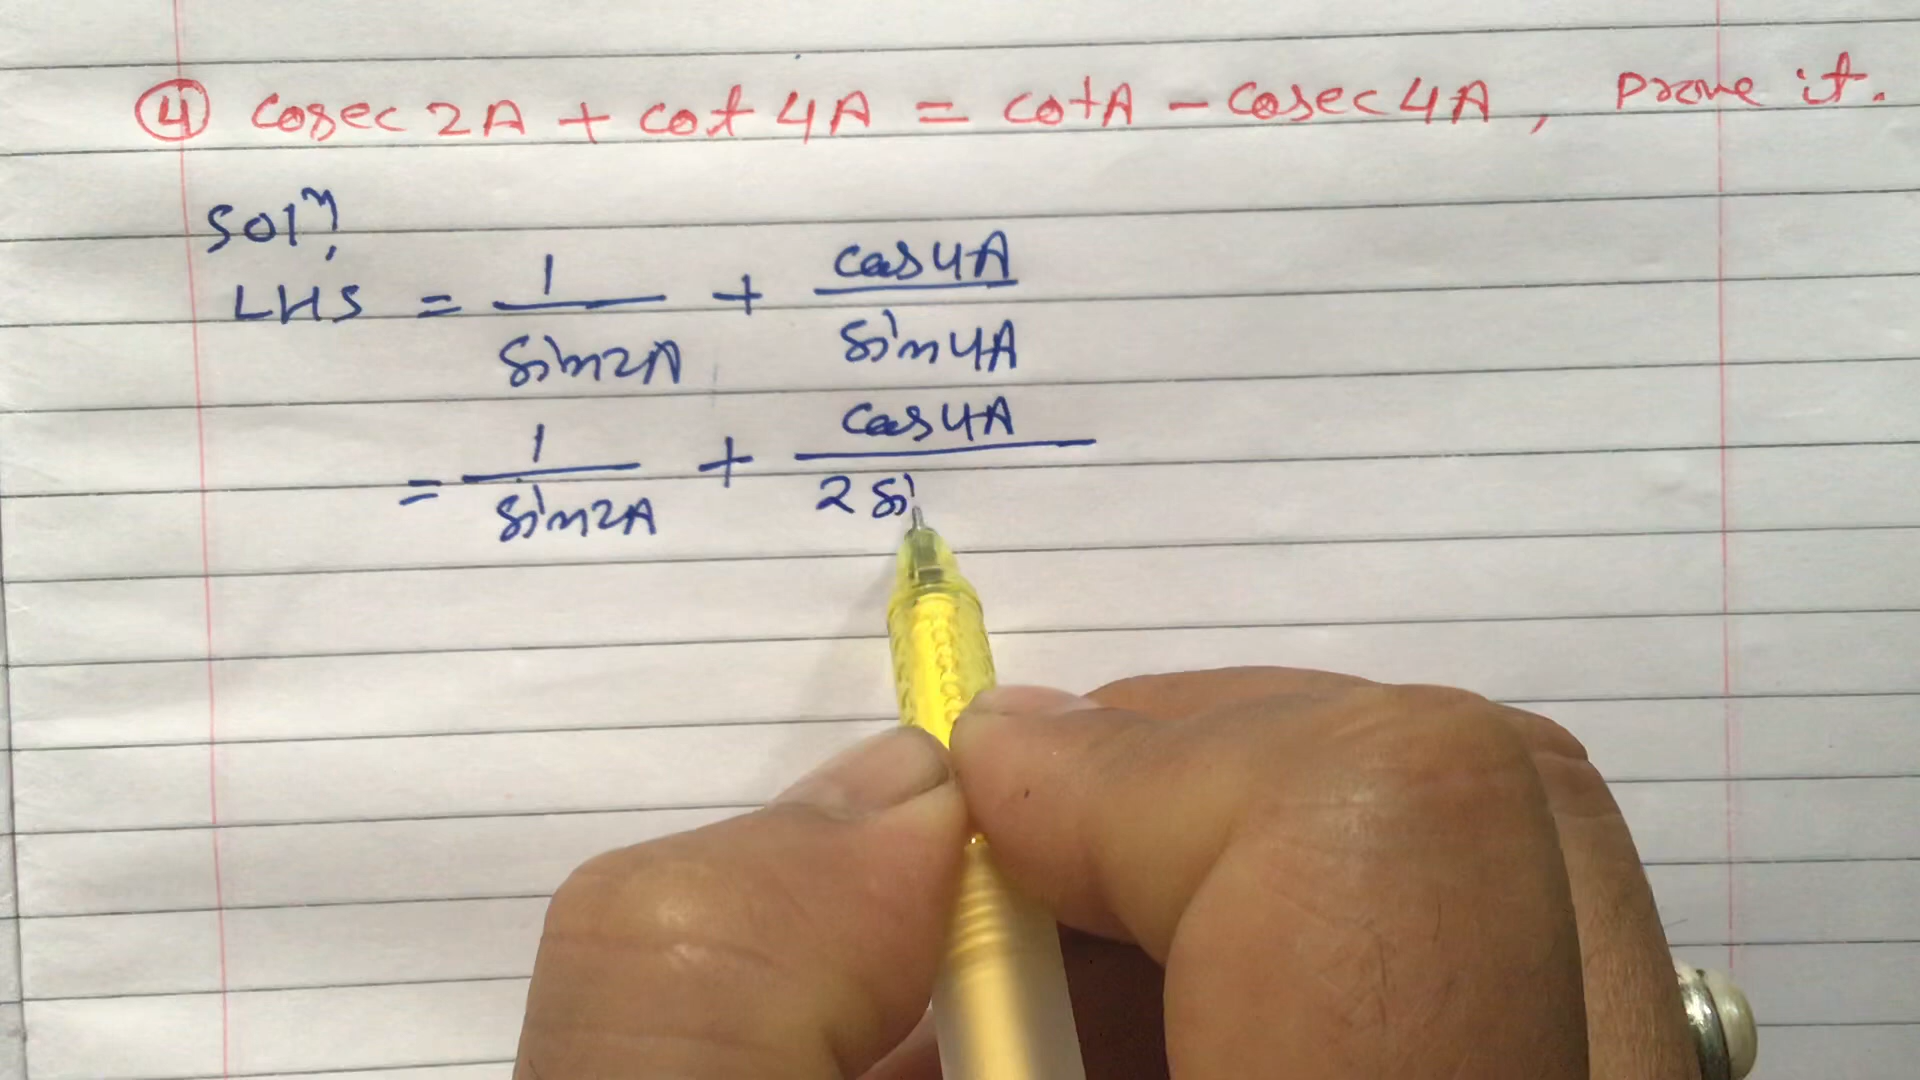 ④ cosec 2A + cot 4A = cotA - cosec 4A, prove it.
Solⁿ,
LHS = 1/sin2A + cos4A/sin4A
= 1/sin2A + cos4A/2 si